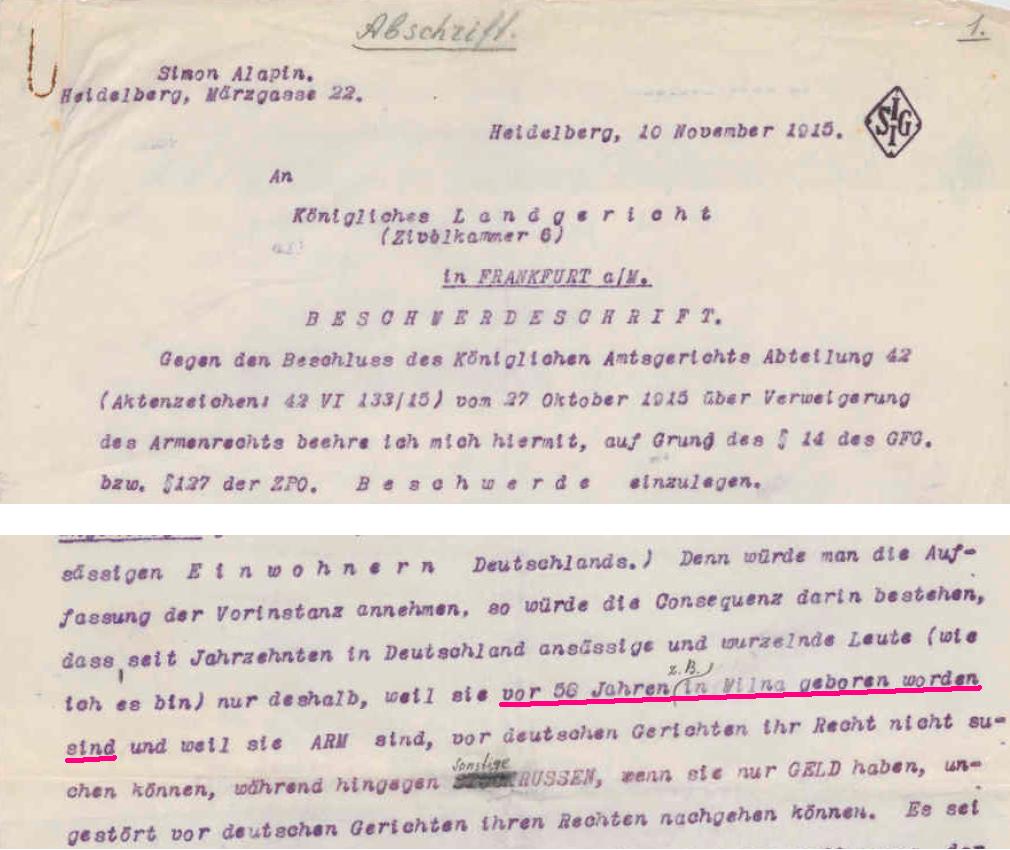 Abschrift.
1.
Simon Alapin.
Heidelberg, Märzgasse 22.
SIGI
Heidelberg, 10 November 1915.
An
Königliches Landgericht
(Zivilkammer 6)
in FRANKFURT a/M.
BESCHWERDESCHRIFT.
Gegen den Beschluss des Königlichen Amtsgerichts Abteilung 42
(Aktenzeichen: 42 VI 133/15) vom 27 Oktober 1915 über Verweigerung
des Armenrechts beehre ich mich hiermit, auf Grund des § 14 des GFG.
bzw. §127 der ZPO. Beschwerde einzulegen.
sässigen Einwohnern Deutschlands.) Denn würde man die Auf-
fassung der Vorinstanz annehmen, so würde die Consequenz darin bestehen,
dass seit Jahrzehnten in Deutschland ansässige und wurzelnde Leute (wie
z.B.
ich es bin) nur deshalb, weil sie vor 56 Jahren (in Wilna geboren worden
sind und weil sie ARM sind, vor deutschen Gerichten ihr Recht nicht su-
Sonstige
chen können, während hingegen RUSSEN, wenn sie nur GELD haben, un-
gestört vor deutschen Gerichten ihren Rechten nachgehen können. Es sei